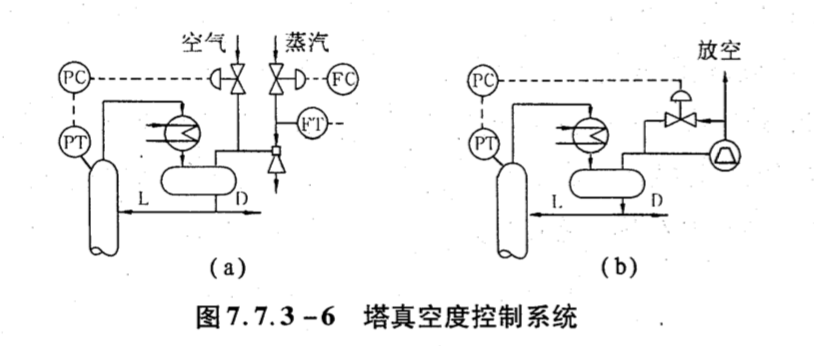 空气 蒸汽 放空
PC FC PC
FT
PT PT
L D L D
(a) (b)
图7.7.3-6 塔真空度控制系统